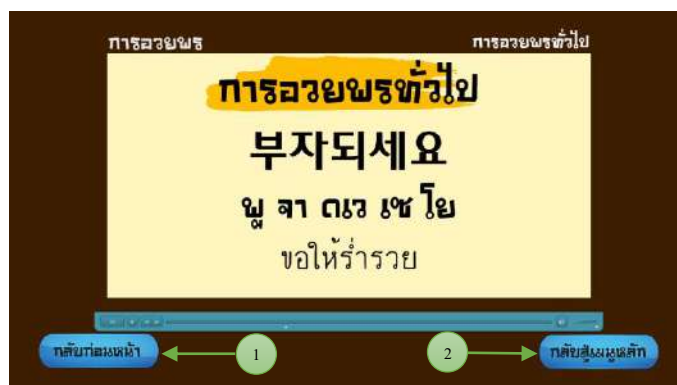 การอวยพร
การอวยพรทั่วไป
การอวยพรทั่วไป
부자되세요
พู จา ดเว เซ โย
ขอให้ร่ำรวย
กลับก่อนหน้า
1
2
กลับสู่เมนูหลัก